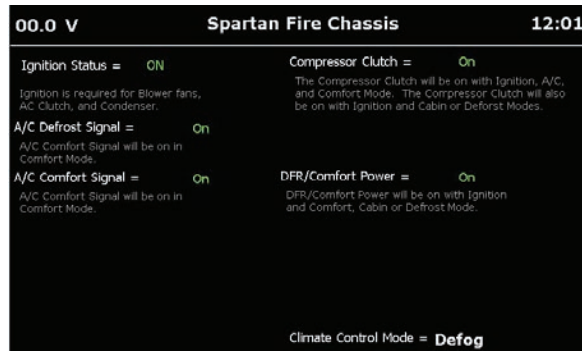 00.0 V
Spartan Fire Chassis
12:01
Ignition Status = ON
Ignition is required for Blower fans,
AC Clutch, and Condenser.
A/C Defrost Signal = On
A/C Comfort Signal will be on in
Comfort Mode.
A/C Comfort Signal = On
A/C Comfort Signal will be on in
Comfort Mode.
Compressor Clutch = On
The Compressor Clutch will be on with Ignition, A/C,
and Comfort Mode. The Compressor Clutch will also
be on with Ignition and Cabin or Deforst Modes.
DFR/Comfort Power = On
DFR/Comfort Power will be on with Ignition
and Comfort, Cabin or Defrost Mode.
Climate Control Mode = Defog